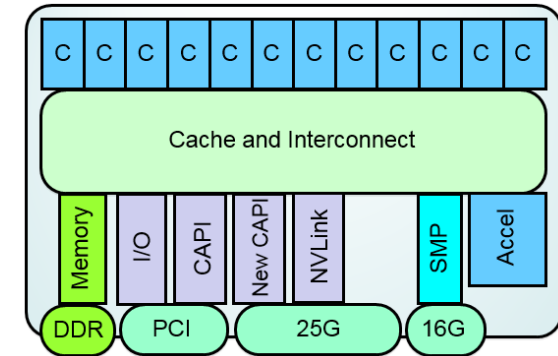 C C C C C C C C C C C C
Cache and Interconnect
Memory I/O CAPI New CAPI NVLink SMP Accel
DDR PCI 25G 16G